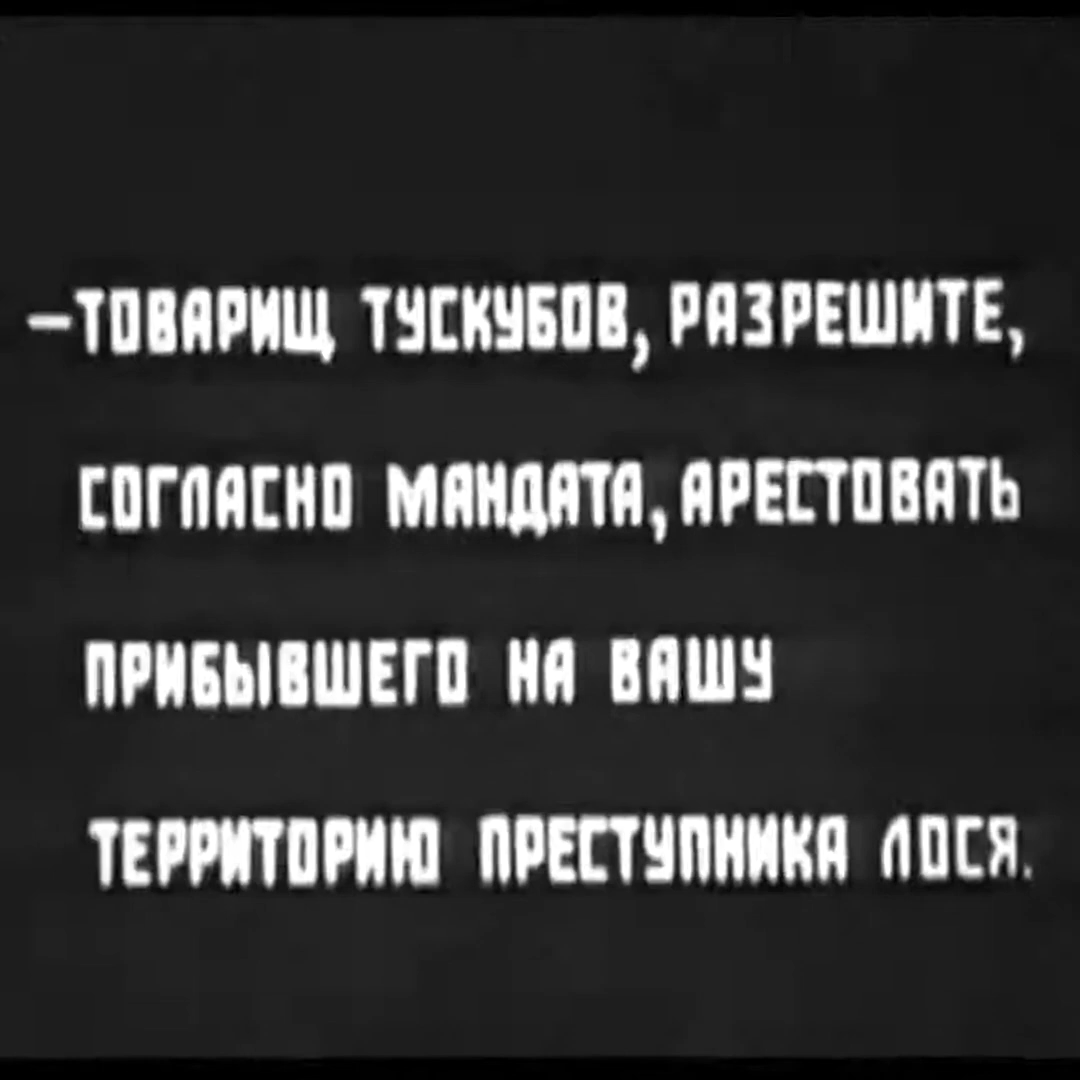 —ТОВАРИЩ ТУСКУБОВ, РАЗРЕШИТЕ,
СОГЛАСНО МАНДАТА, АРЕСТОВАТЬ
ПРИБЫВШЕГО НА ВАШУ
ТЕРРИТОРИЮ ПРЕСТУПНИКА ЛОСЯ.